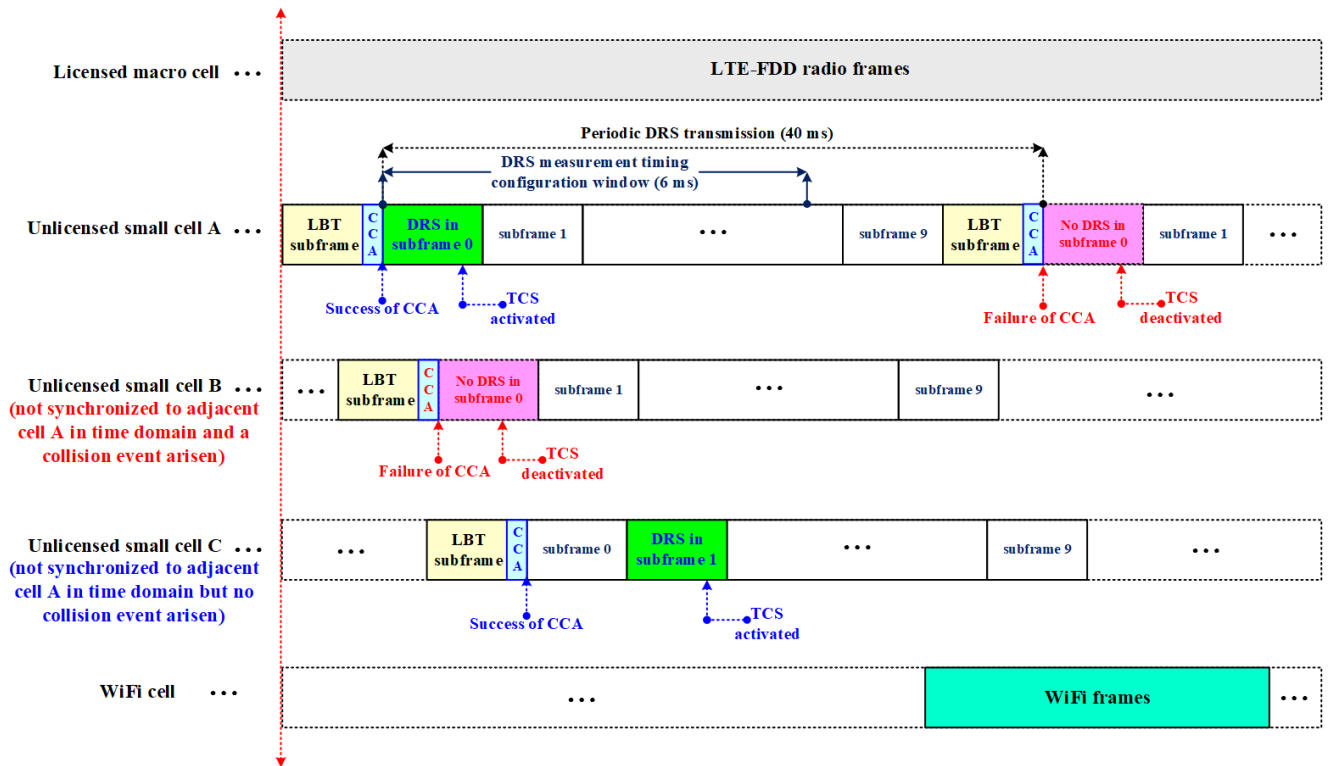 Licensed macro cell ...
LTE-FDD radio frames
Periodic DRS transmission (40 ms)
DRS measurement timing
configuration window (6 ms)
Unlicensed small cell A ...
LBT
subframe
C
C
A
DRS in
subframe 0
subframe 1
...
subframe 9
LBT
subframe
C
C
A
No DRS in
subframe 0
subframe 1
...
Success of CCA
TCS
activated
Failure of CCA
TCS
deactivated
Unlicensed small cell B ...
(not synchronized to adjacent
cell A in time domain and a
collision event arisen)
...
LBT
subframe
C
C
A
No DRS in
subframe 0
subframe 1
...
subframe 9
...
Failure of CCA
TCS
deactivated
Unlicensed small cell C ...
(not synchronized to adjacent
cell A in time domain but no
collision event arisen)
...
LBT
subframe
C
C
A
subframe 0
DRS in
subframe 1
...
subframe 9
...
Success of CCA
TCS
activated
WiFi cell ...
...
WiFi frames
...